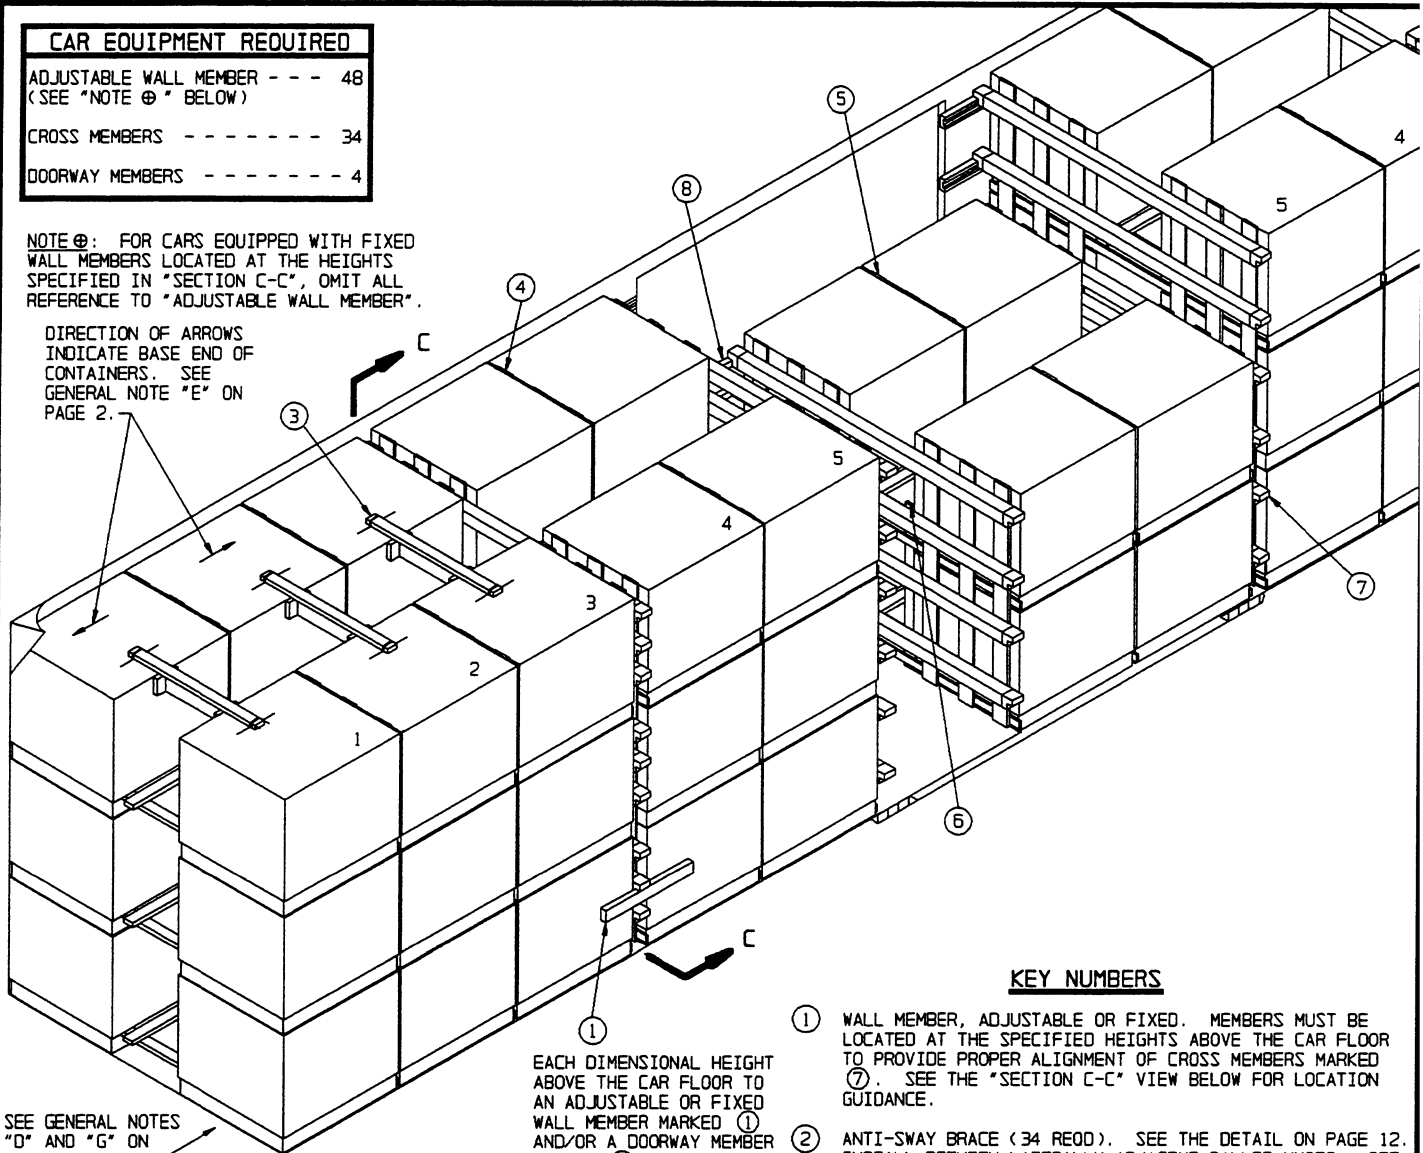 CAR EQUIPMENT REQUIRED
ADJUSTABLE WALL MEMBER - - - 48
(SEE "NOTE ⊕ " BELOW)
CROSS MEMBERS - - - - - - - 34
DOORWAY MEMBERS - - - - - - - 4
NOTE ⊕: FOR CARS EQUIPPED WITH FIXED
WALL MEMBERS LOCATED AT THE HEIGHTS
SPECIFIED IN "SECTION C-C", OMIT ALL
REFERENCE TO "ADJUSTABLE WALL MEMBER".
DIRECTION OF ARROWS
INDICATE BASE END OF
CONTAINERS. SEE
GENERAL NOTE "E" ON
PAGE 2.
C
3
4
8
5
4
5
5
4
3
2
1
7
6
C
1
EACH DIMENSIONAL HEIGHT
ABOVE THE CAR FLOOR TO
AN ADJUSTABLE OR FIXED
WALL MEMBER MARKED ①
AND/OR A DOORWAY MEMBER
SEE GENERAL NOTES
"D" AND "G" ON
KEY NUMBERS
① WALL MEMBER, ADJUSTABLE OR FIXED. MEMBERS MUST BE
LOCATED AT THE SPECIFIED HEIGHTS ABOVE THE CAR FLOOR
TO PROVIDE PROPER ALIGNMENT OF CROSS MEMBERS MARKED
⑦. SEE THE "SECTION C-C" VIEW BELOW FOR LOCATION
GUIDANCE.
② ANTI-SWAY BRACE (34 REQD). SEE THE DETAIL ON PAGE 12.